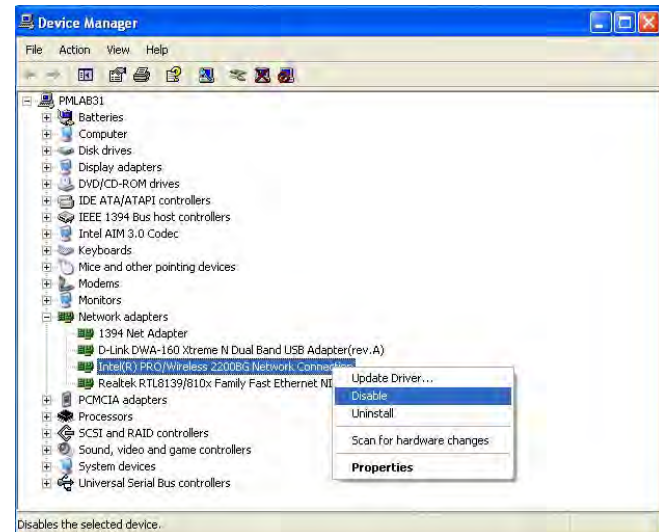 Device Manager
File Action View Help
PMLAB31
Batteries
Computer
Disk drives
Display adapters
DVD/CD-ROM drives
IDE ATA/ATAPI controllers
IEEE 1394 Bus host controllers
Intel AIM 3.0 Codec
Keyboards
Mice and other pointing devices
Modems
Monitors
Network adapters
1394 Net Adapter
D-Link DWA-160 Xtreme N Dual Band USB Adapter(rev.A)
Intel(R) PRO/Wireless 2200BG Network Connection
Realtek RTL8139/810x Family Fast Ethernet NI
PCMCIA adapters
Processors
SCSI and RAID controllers
Sound, video and game controllers
System devices
Universal Serial Bus controllers
Update Driver...
Disable
Uninstall
Scan for hardware changes
Properties
Disables the selected device.